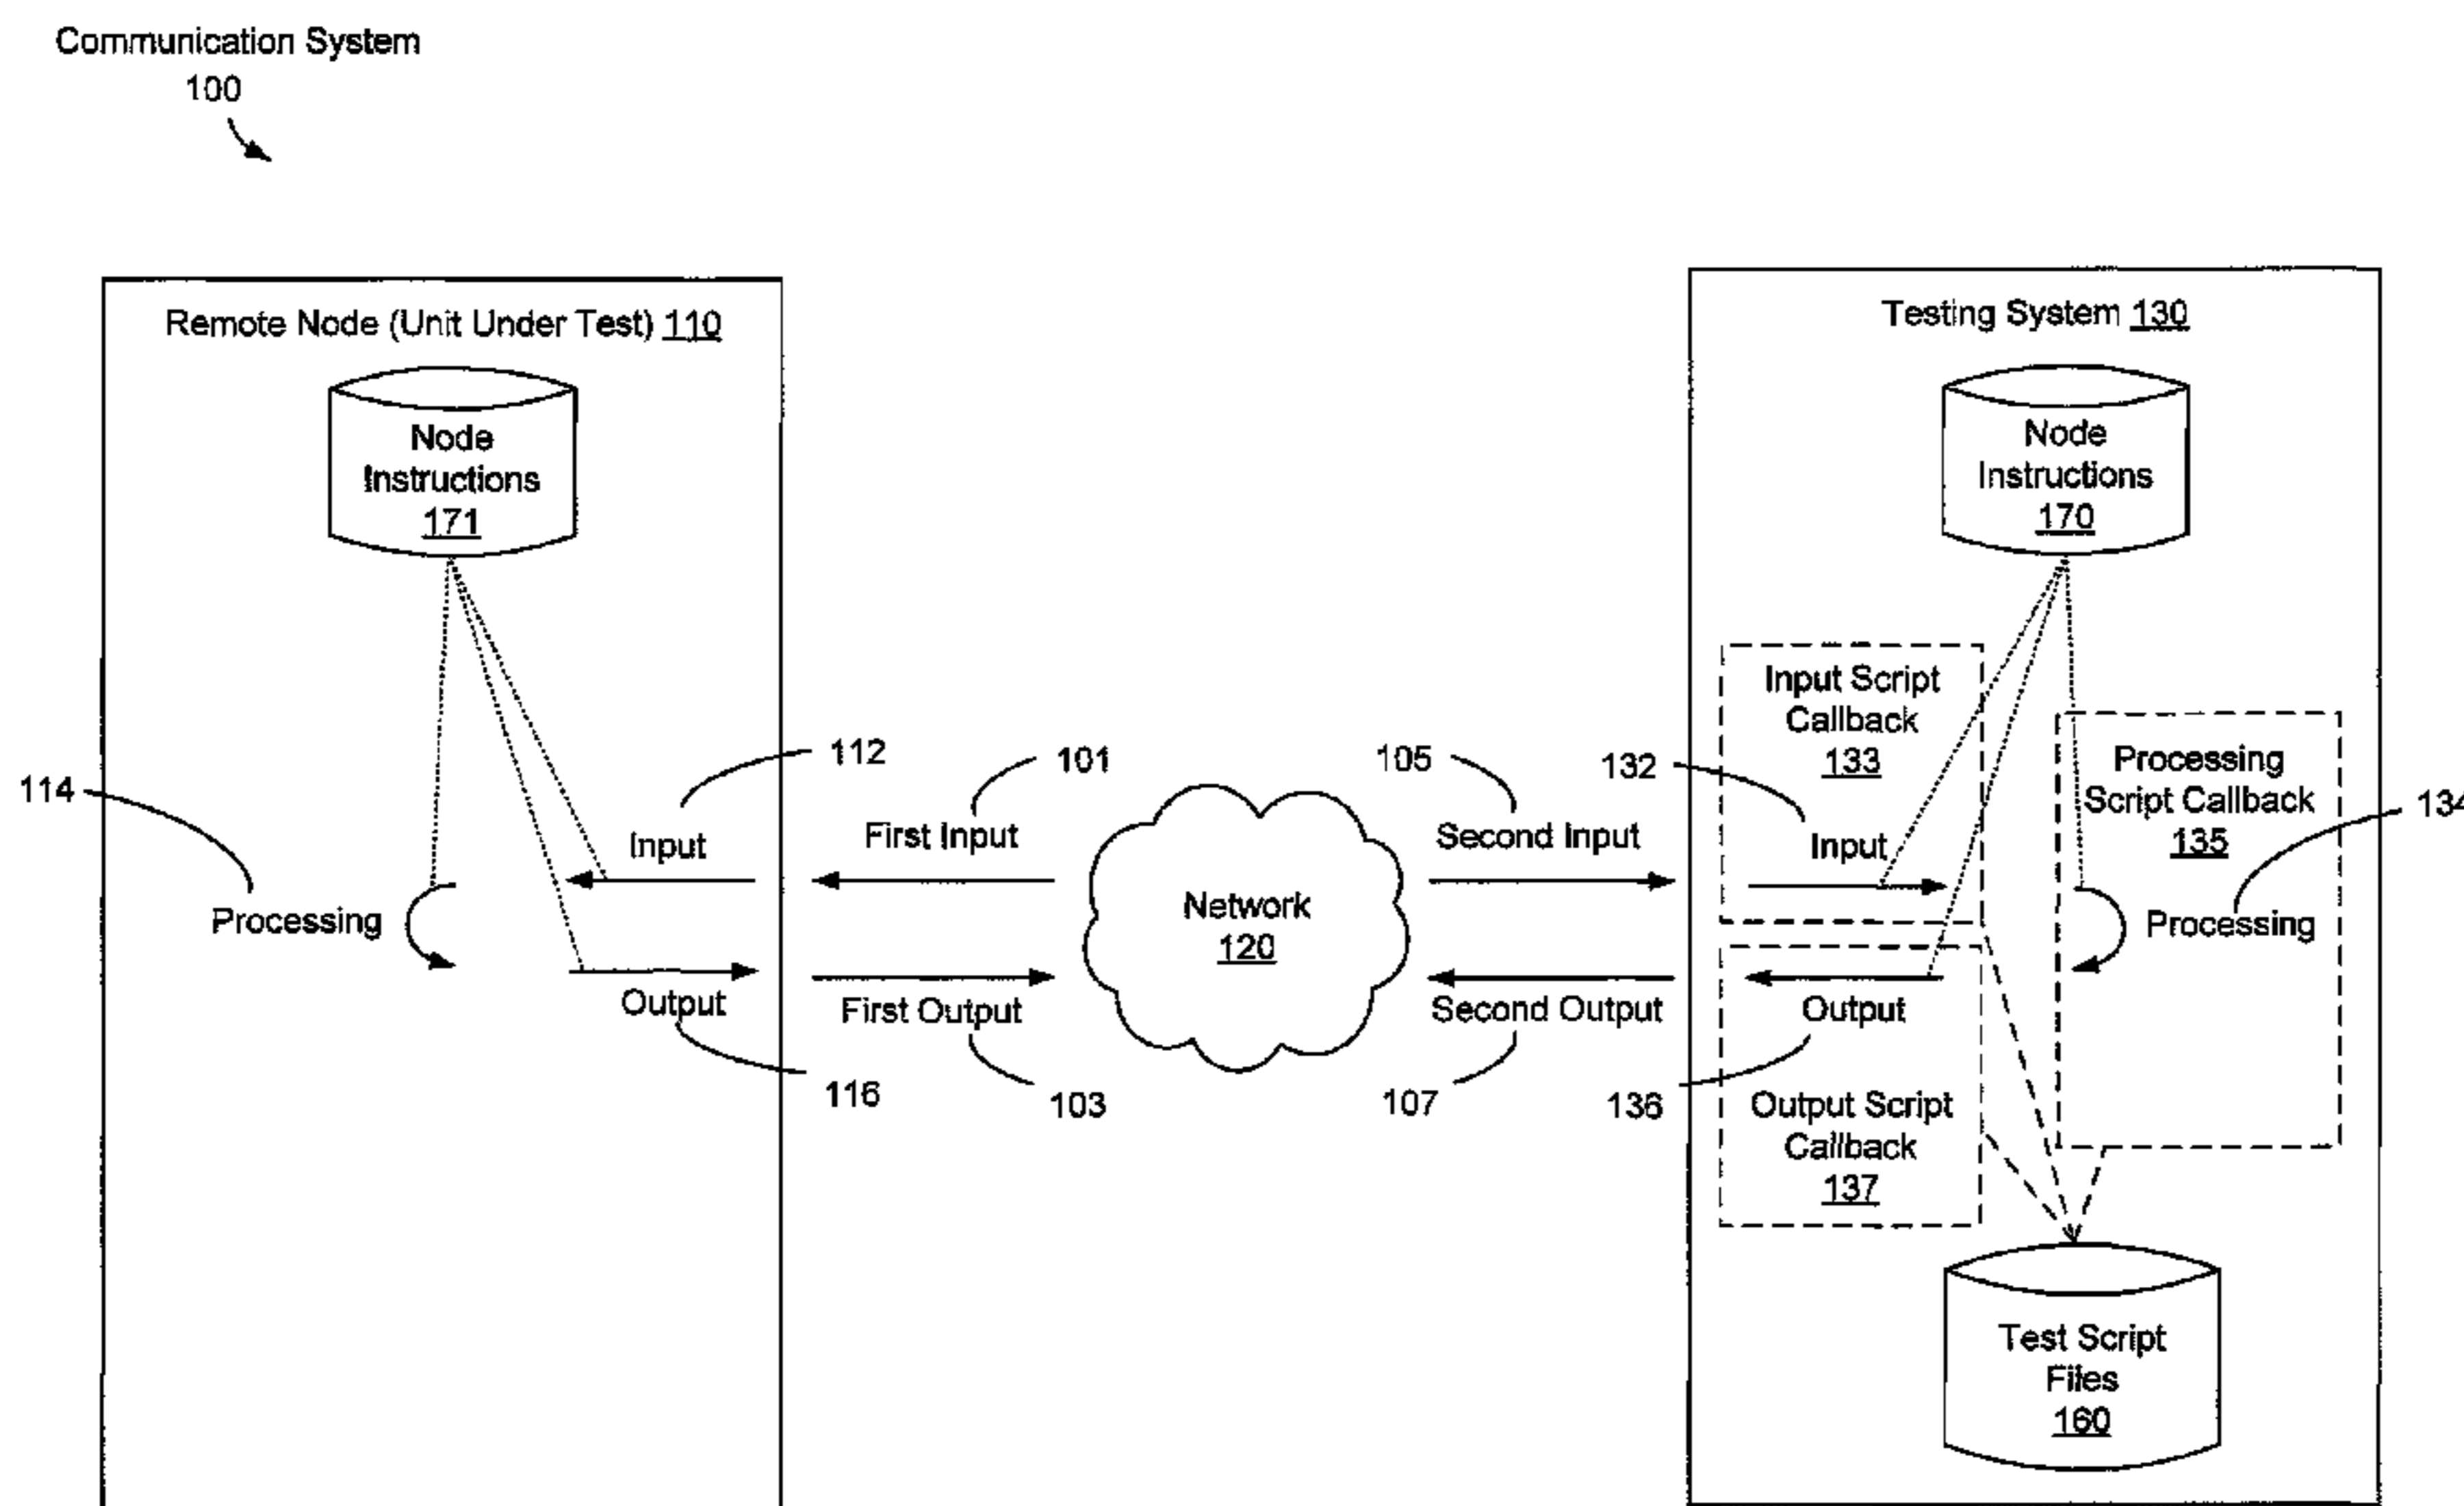 Communication System
100
Remote Node (Unit Under Test) 110
Node
Instructions
171
114
Processing
Input
112
Output
116
First Input
101
First Output
103
Network
120
105
Second Input
Second Output
107
Testing System 130
Node
Instructions
170
Input Script
Callback
133
132
Input
Processing
Script Callback
135
134
Processing
Output
136
Output Script
Callback
137
Test Script
Files
160